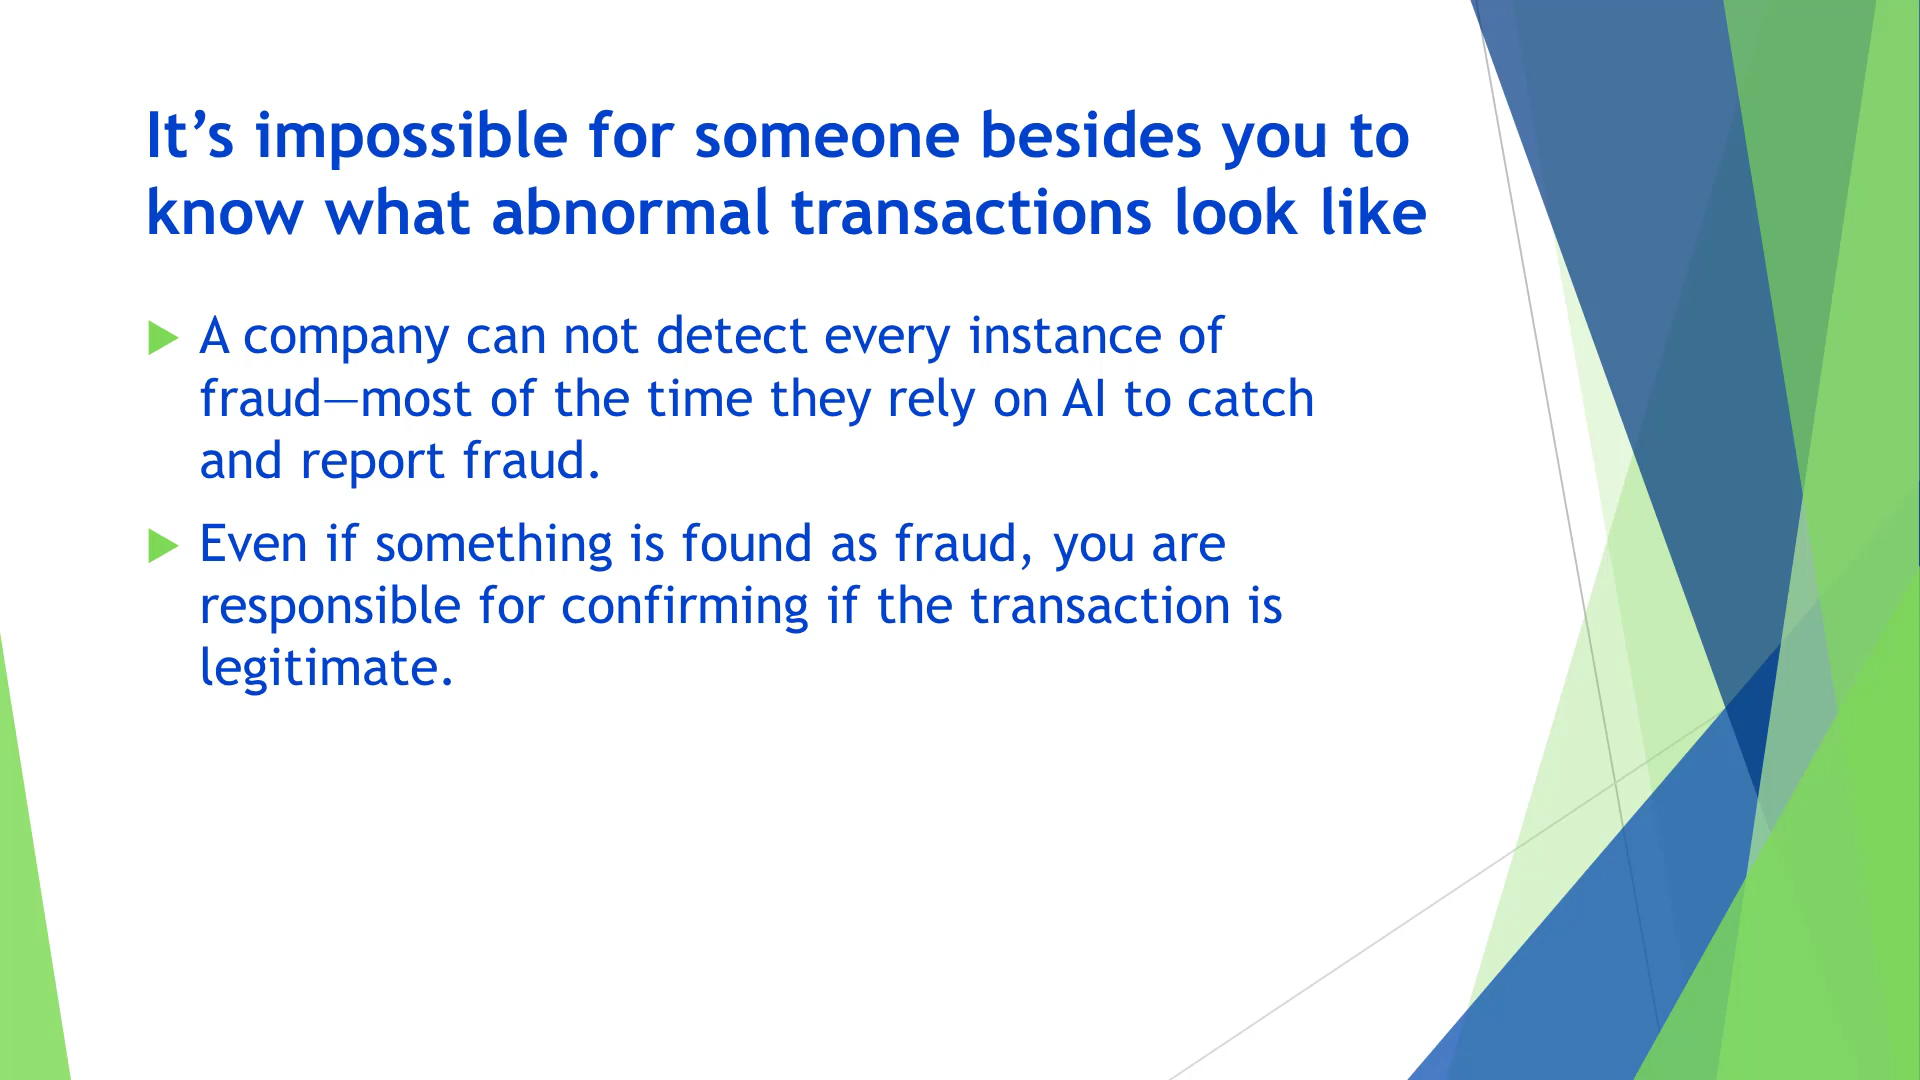 It’s impossible for someone besides you to
know what abnormal transactions look like
A company can not detect every instance of
fraud—most of the time they rely on AI to catch
and report fraud.
Even if something is found as fraud, you are
responsible for confirming if the transaction is
legitimate.